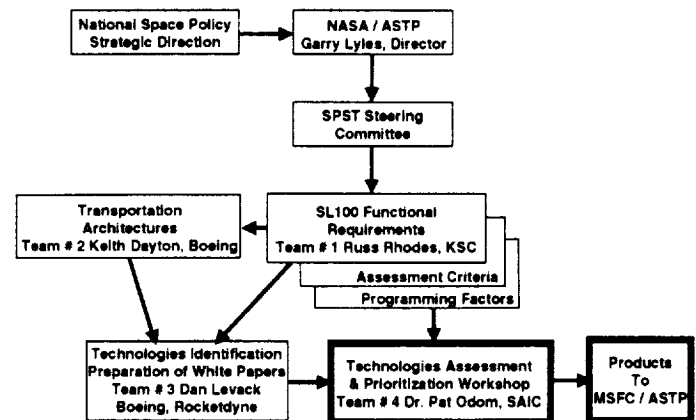 National Space Policy
Strategic Direction
NASA / ASTP
Garry Lyles, Director
SPST Steering
Committee
Transportation
Architectures
Team # 2 Keith Dayton, Boeing
SL100 Functional
Requirements
Team # 1 Russ Rhodes, KSC
Assessment Criteria
Programming Factors
Technologies Identification
Preparation of White Papers
Team # 3 Dan Levack
Boeing, Rocketdyne
Technologies Assessment
& Prioritization Workshop
Team # 4 Dr. Pat Odom, SAIC
Products
To
MSFC / ASTP